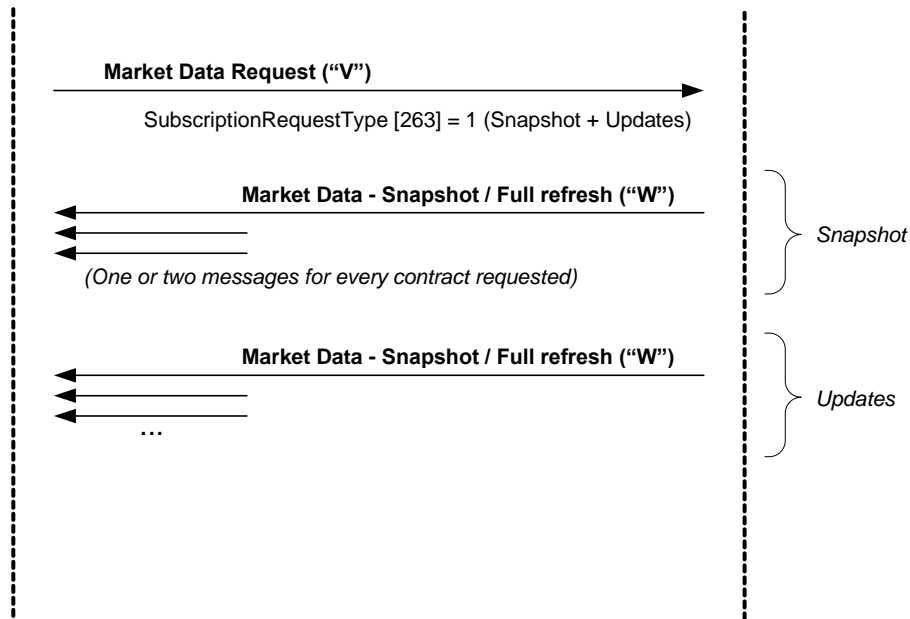 Market Data Request (“V”)
SubscriptionRequestType [263] = 1 (Snapshot + Updates)
Market Data - Snapshot / Full refresh (“W”)
Snapshot
(One or two messages for every contract requested)
Market Data - Snapshot / Full refresh (“W”)
Updates
...